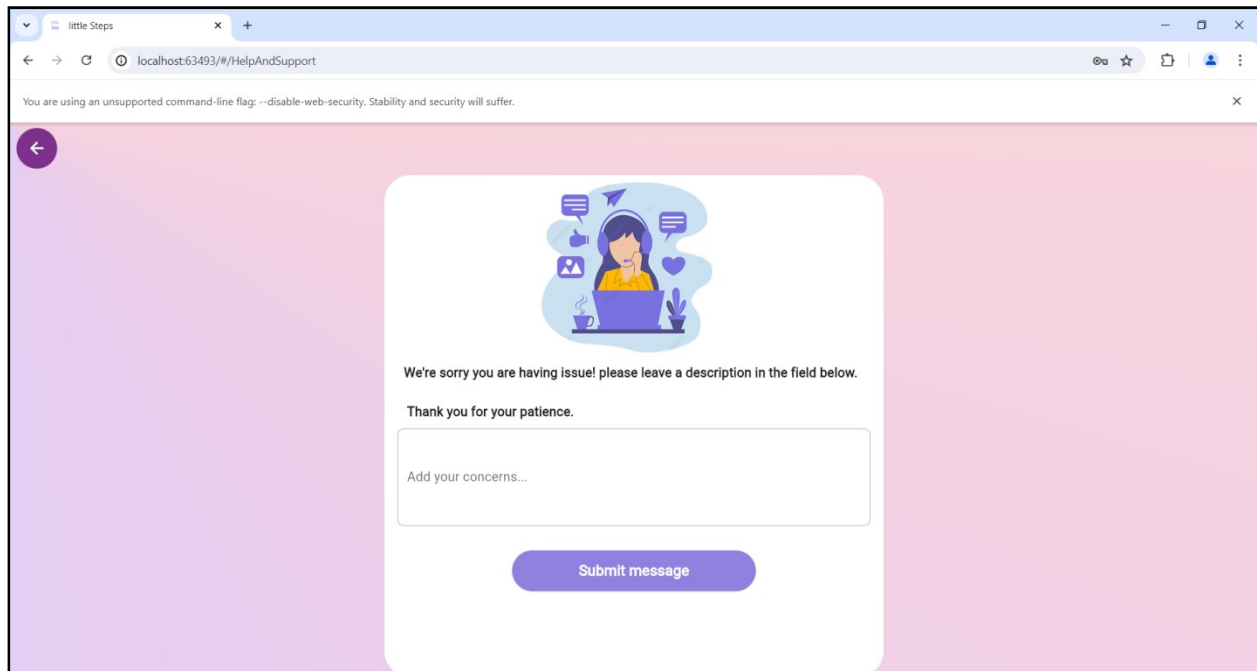 little Steps
localhost:63493/#/HelpAndSupport
You are using an unsupported command-line flag: --disable-web-security. Stability and security will suffer.
We're sorry you are having issue! please leave a description in the field below.
Thank you for your patience.
Add your concerns...
Submit message